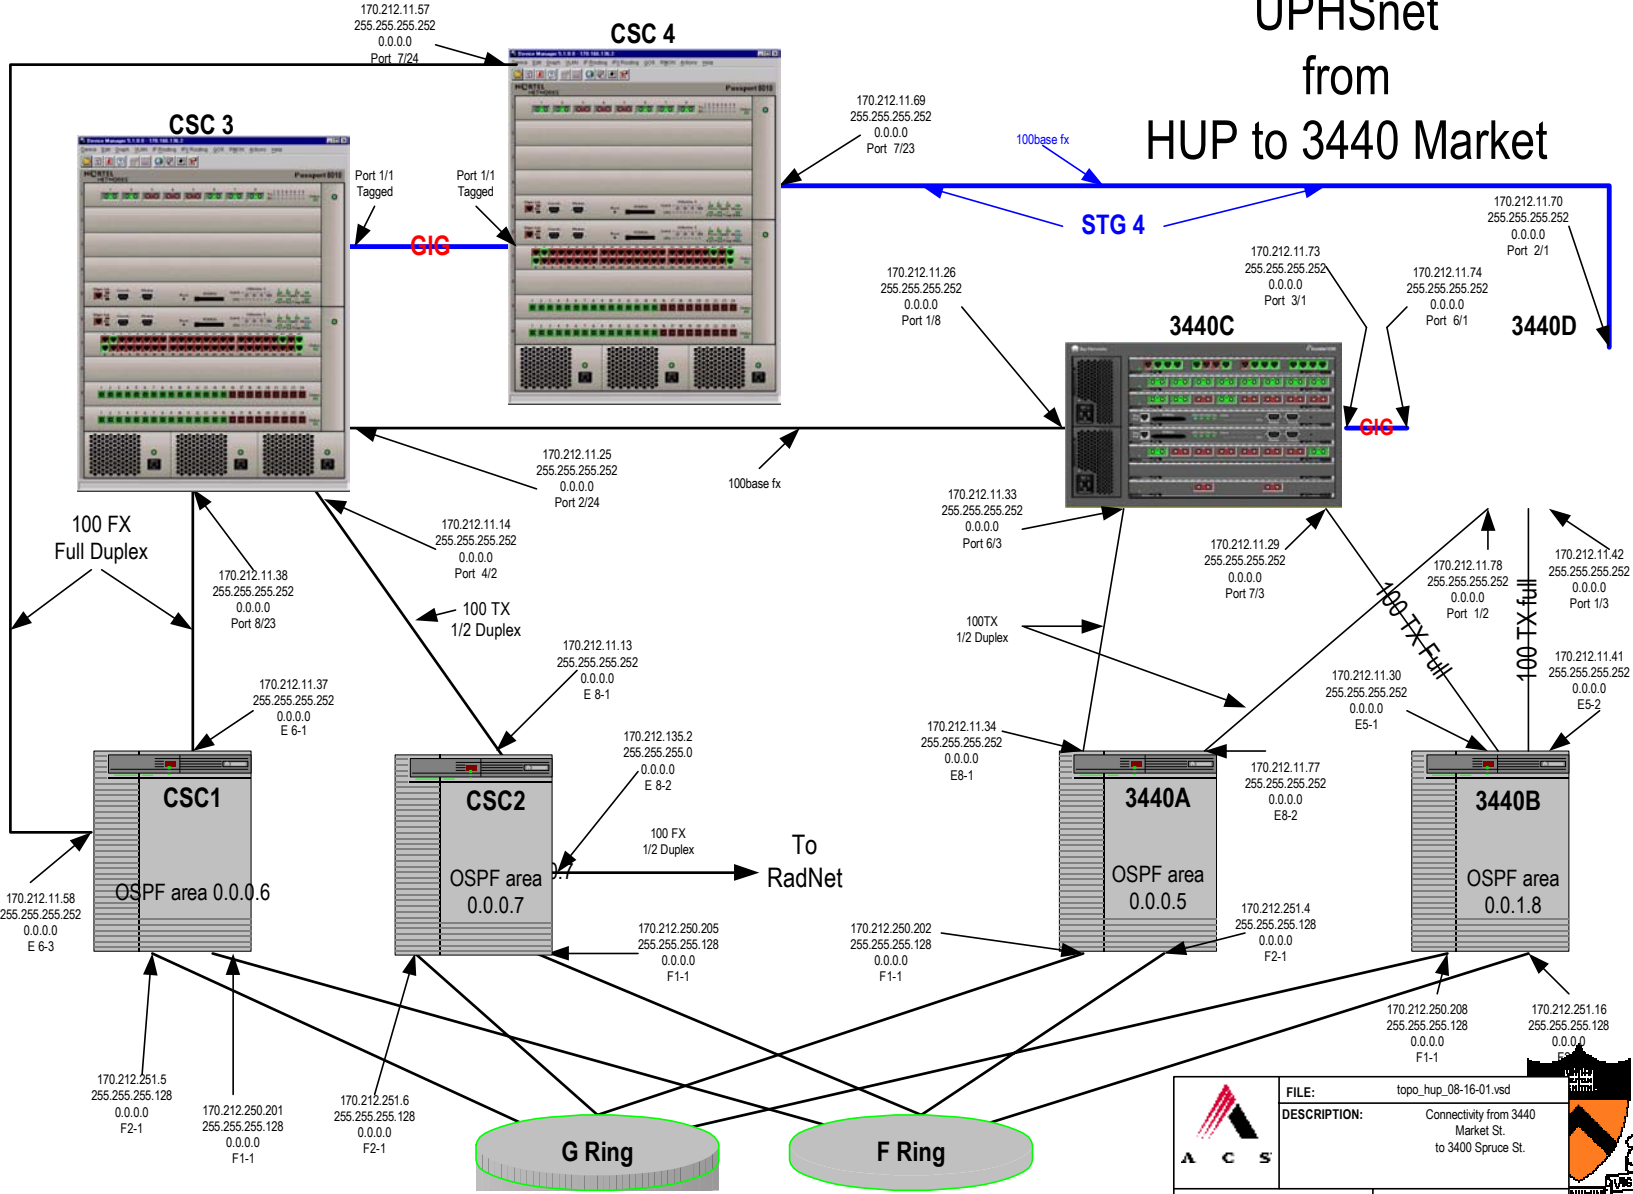 UPHSnet
from
HUP to 3440 Market
170.212.11.57
255.255.255.252
0.0.0.0
Port 7/24
CSC 4
CSC 3
Device Manager 5.1.0.0 - 170.166.136.2
NORTEL
NETWORKS
Passport 8010
NORTEL
NETWORKS
Passport 8010
Port 1/1
Tagged
Port 1/1
Tagged
GIG
170.212.11.69
255.255.255.252
0.0.0.0
Port 7/23
100base fx
STG 4
170.212.11.70
255.255.255.252
0.0.0.0
Port 2/1
170.212.11.73
255.255.255.252
0.0.0.0
Port 3/1
170.212.11.74
255.255.255.252
0.0.0.0
Port 6/1
170.212.11.26
255.255.255.252
0.0.0.0
Port 1/8
3440C
3440D
GIG
170.212.11.25
255.255.255.252
0.0.0.0
Port 2/24
100base fx
100 FX
Full Duplex
170.212.11.14
255.255.255.252
0.0.0.0
Port 4/2
170.212.11.38
255.255.255.252
0.0.0.0
Port 8/23
100 TX
1/2 Duplex
170.212.11.33
255.255.255.252
0.0.0.0
Port 6/3
170.212.11.29
255.255.255.252
0.0.0.0
Port 7/3
170.212.11.78
255.255.255.252
0.0.0.0
Port 1/2
170.212.11.42
255.255.255.252
0.0.0.0
Port 1/3
100TX
1/2 Duplex
100 TX Full
100 TX full
170.212.11.13
255.255.255.252
0.0.0.0
E 8-1
170.212.11.37
255.255.255.252
0.0.0.0
E 6-1
170.212.135.2
255.255.255.0
0.0.0.0
E 8-2
170.212.11.34
255.255.255.252
0.0.0.0
E8-1
170.212.11.77
255.255.255.252
0.0.0.0
E8-2
170.212.11.30
255.255.255.252
0.0.0.0
E5-1
170.212.11.41
255.255.255.252
0.0.0.0
E5-2
CSC1
OSPF area 0.0.0.6
CSC2
OSPF area
0.0.0.7
100 FX
1/2 Duplex
To
RadNet
3440A
OSPF area
0.0.0.5
3440B
OSPF area
0.0.1.8
170.212.11.58
255.255.255.252
0.0.0.0
E 6-3
170.212.250.205
255.255.255.128
0.0.0.0
F1-1
170.212.250.202
255.255.255.128
0.0.0.0
F1-1
170.212.251.4
255.255.255.128
0.0.0.0
F2-1
170.212.250.208
255.255.255.128
0.0.0.0
F1-1
170.212.251.16
255.255.255.128
0.0.0.0
170.212.251.5
255.255.255.128
0.0.0.0
F2-1
170.212.250.201
255.255.255.128
0.0.0.0
F1-1
170.212.251.6
255.255.255.128
0.0.0.0
F2-1
G Ring
F Ring
A C S
FILE: topo_hup_08-16-01.vsd
DESCRIPTION: Connectivity from 3440
Market St.
to 3400 Spruce St.